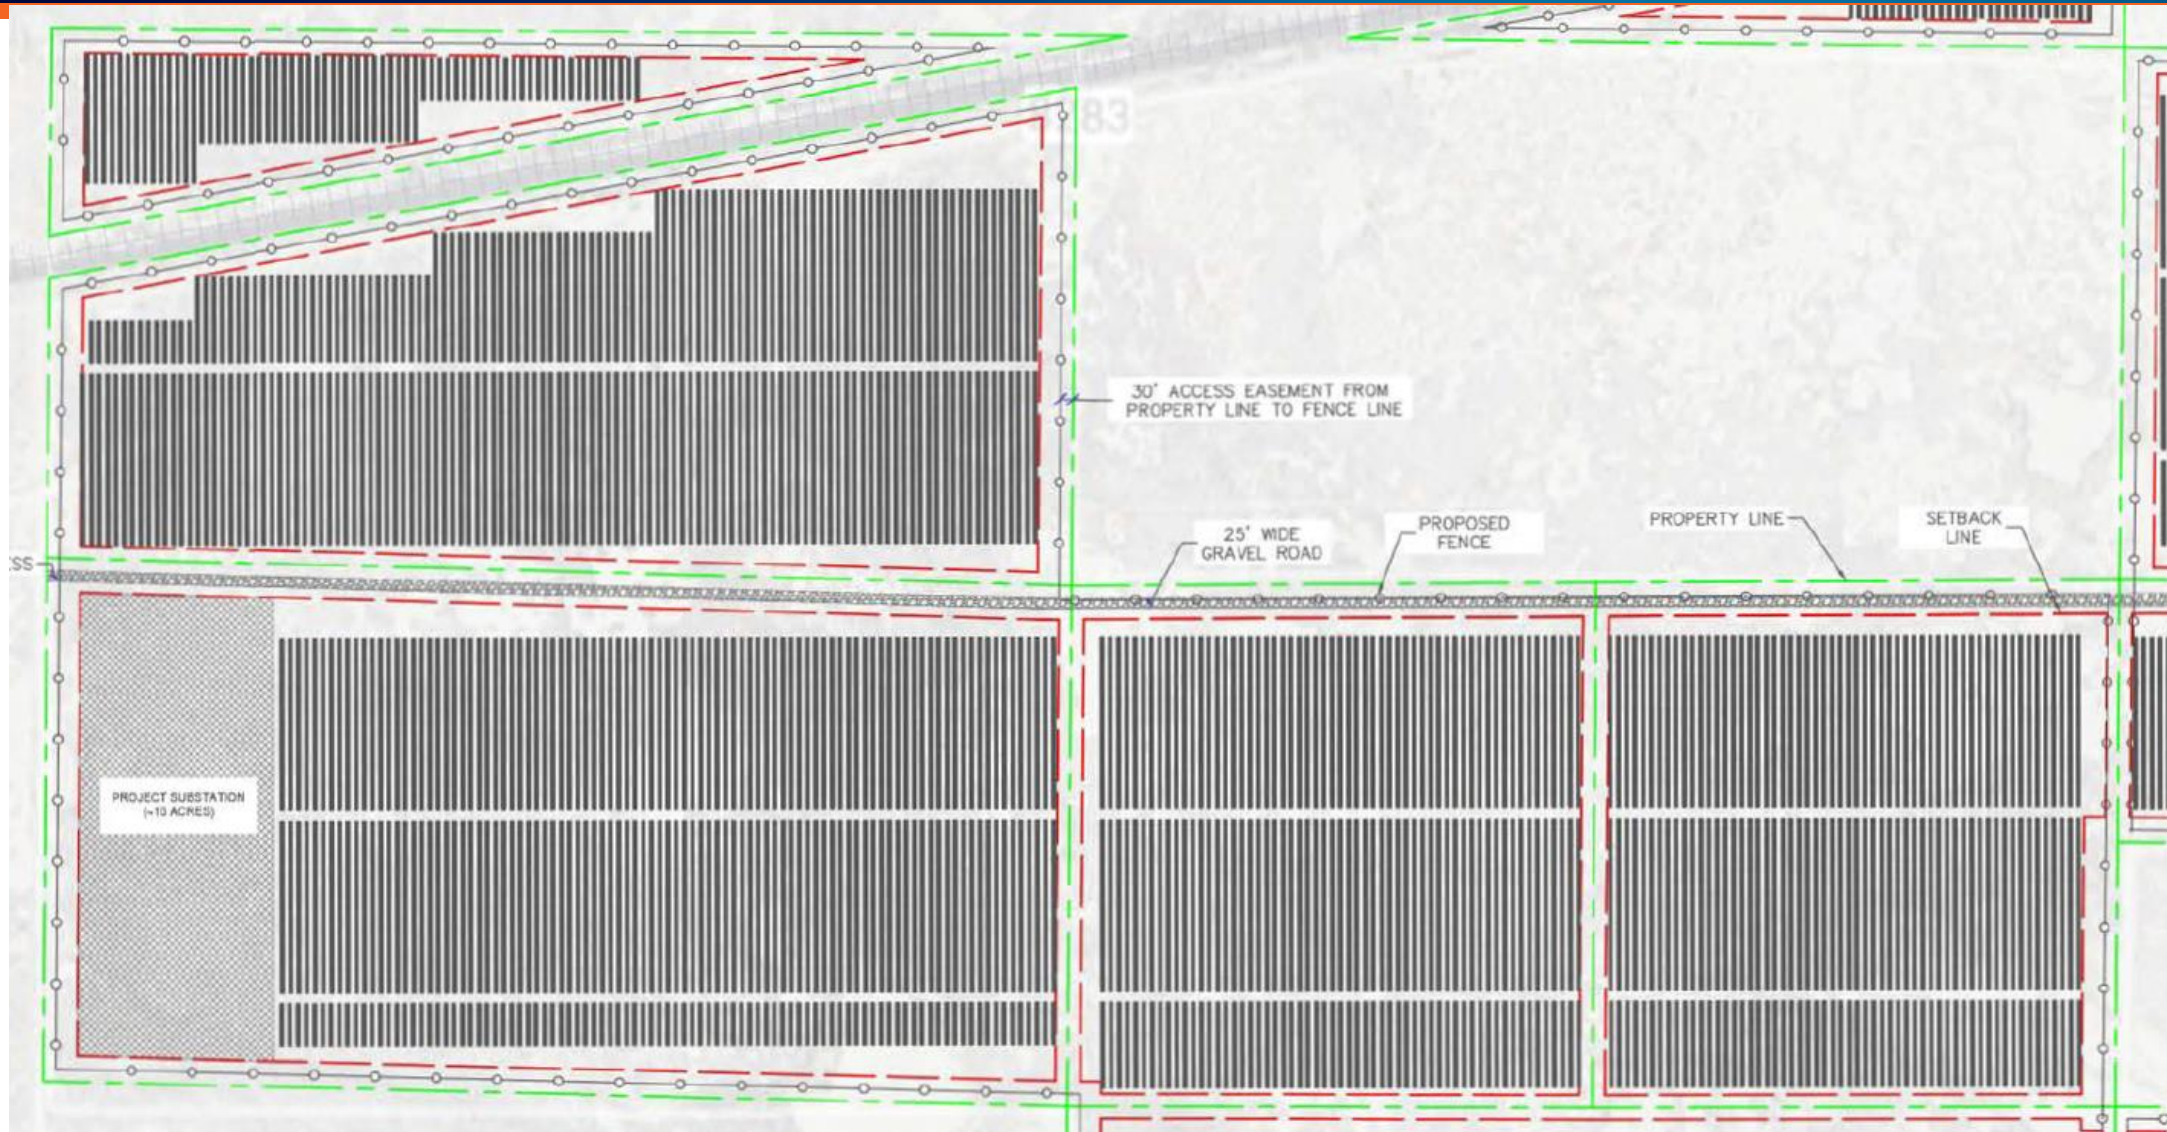 83
30' ACCESS EASEMENT FROM
PROPERTY LINE TO FENCE LINE
25' WIDE
GRAVEL ROAD
PROPOSED
FENCE
PROPERTY LINE
SETBACK
LINE
SS
PROJECT SUBSTATION
(~10 ACRES)